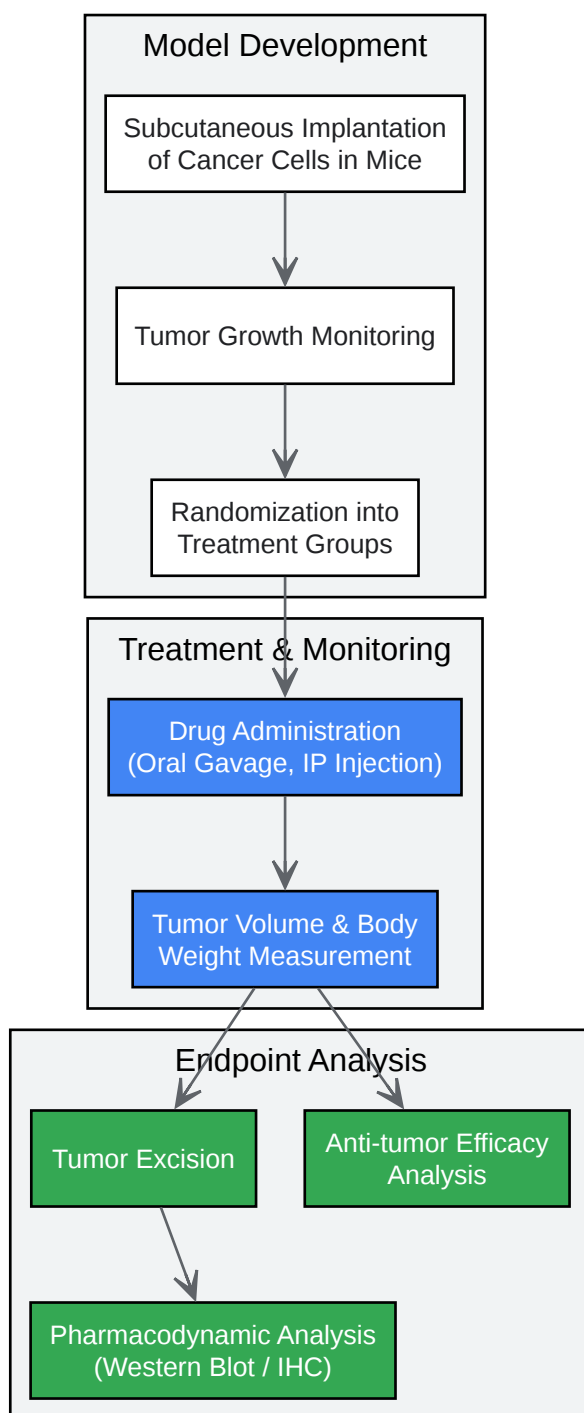 Model Development
Subcutaneous Implantation
of Cancer Cells in Mice
Tumor Growth Monitoring
Randomization into
Treatment Groups
Treatment & Monitoring
Drug Administration
(Oral Gavage, IP Injection)
Tumor Volume & Body
Weight Measurement
Endpoint Analysis
Tumor Excision
Anti-tumor Efficacy
Analysis
Pharmacodynamic Analysis
(Western Blot / IHC)